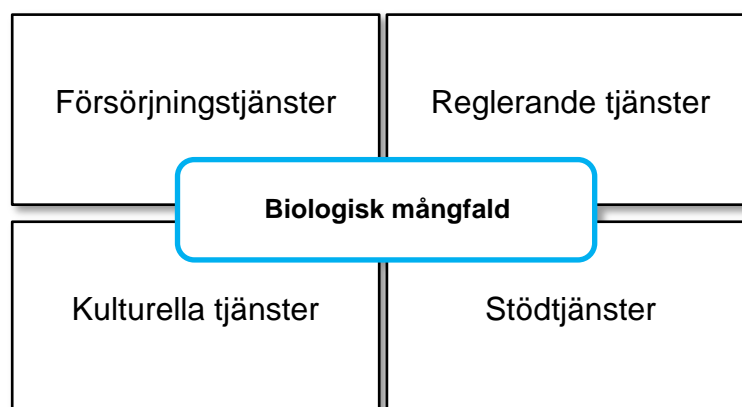 Försörjningstjänster
Reglerande tjänster
Biologisk mångfald
Kulturella tjänster
Stödtjänster